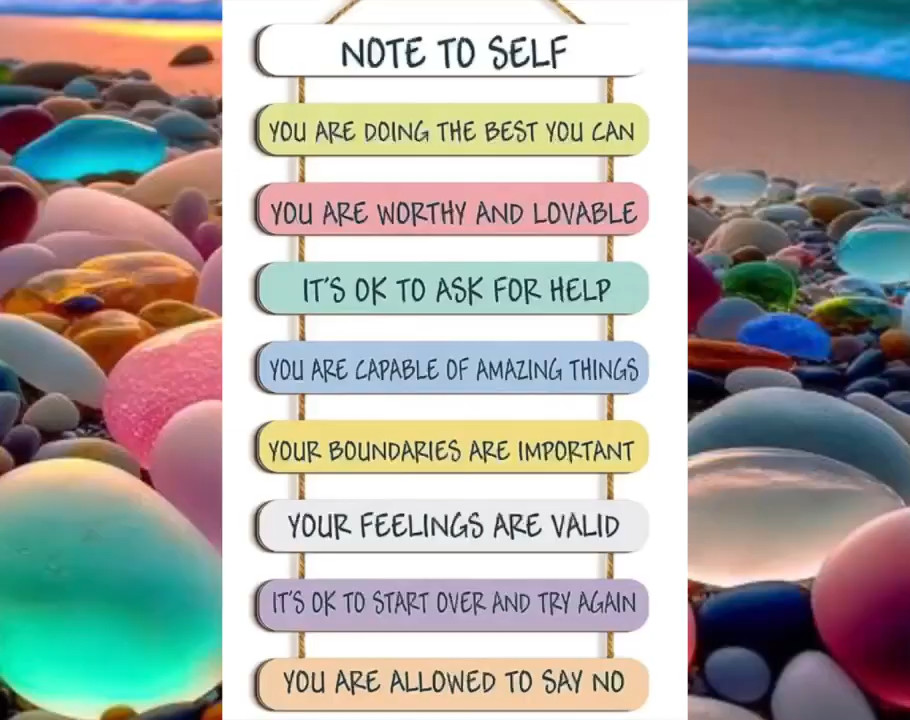 NOTE TO SELF
YOU ARE DOING THE BEST YOU CAN
YOU ARE WORTHY AND LOVABLE
IT'S OK TO ASK FOR HELP
YOU ARE CAPABLE OF AMAZING THINGS
YOUR BOUNDARIES ARE IMPORTANT
YOUR FEELINGS ARE VALID
IT'S OK TO START OVER AND TRY AGAIN
YOU ARE ALLOWED TO SAY NO